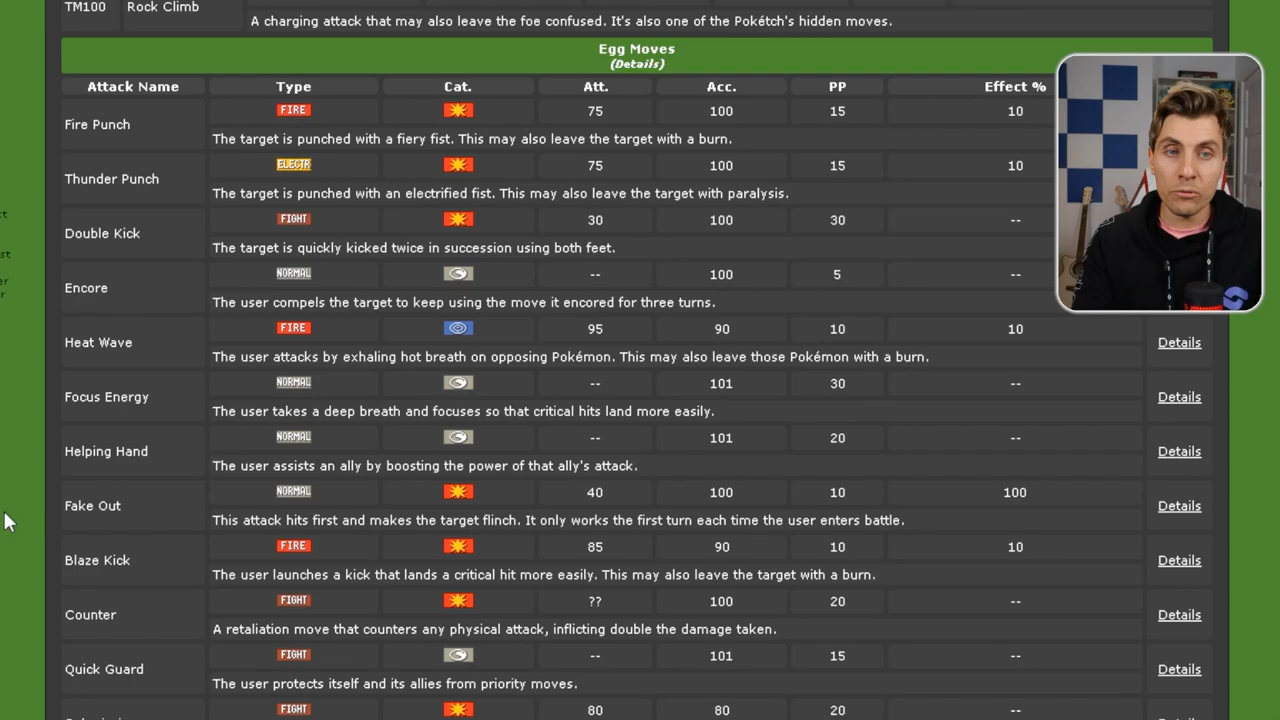 TM100 Rock Climb
A charging attack that may also leave the foe confused. It's also one of the Pokétch's hidden moves.
Egg Moves
(Details)
Attack Name Type Cat. Att. Acc. PP Effect %
Fire Punch FIRE 75 100 15 10
The target is punched with a fiery fist. This may also leave the target with a burn.
Thunder Punch ELECTR 75 100 15 10
The target is punched with an electrified fist. This may also leave the target with paralysis.
Double Kick FIGHT 30 100 30 --
The target is quickly kicked twice in succession using both feet.
Encore NORMAL -- 100 5 --
The user compels the target to keep using the move it encored for three turns.
Heat Wave FIRE 95 90 10 10 Details
The user attacks by exhaling hot breath on opposing Pokémon. This may also leave those Pokémon with a burn.
Focus Energy NORMAL -- 101 30 -- Details
The user takes a deep breath and focuses so that critical hits land more easily.
Helping Hand NORMAL -- 101 20 -- Details
The user assists an ally by boosting the power of that ally's attack.
Fake Out NORMAL 40 100 10 100 Details
This attack hits first and makes the target flinch. It only works the first turn each time the user enters battle.
Blaze Kick FIRE 85 90 10 10 Details
The user launches a kick that lands a critical hit more easily. This may also leave the target with a burn.
Counter FIGHT ?? 100 20 -- Details
A retaliation move that counters any physical attack, inflicting double the damage taken.
Quick Guard FIGHT -- 101 15 -- Details
The user protects itself and its allies from priority moves.
FIGHT 80 80 20 --